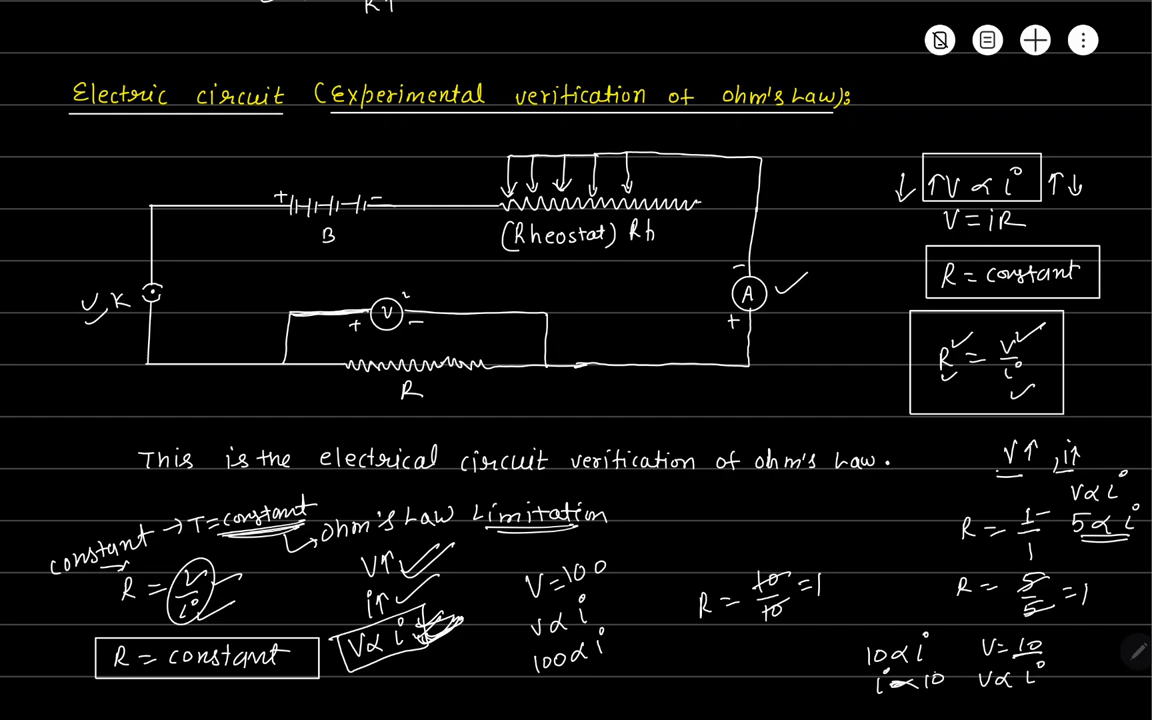 Electric circuit (Experimental verification of ohm's Law):
+ -
B
(Rheostat) Rh
↓ ↑V ∝ i ↑↓
V = iR
R = constant
K
V
+ -
-
A
+
R
R = V/i
This is the electrical circuit verification of ohm's Law.
V↑, i↑
V ∝ i
constant → T = constant
Ohm's Law Limitation
R = 1/1
5 ∝ i
R = V/i
V↑
i↑
V ∝ i
R = constant
V = 100
V ∝ i
100 ∝ i
R = 10/10 = 1
R = 5/5 = 1
10 ∝ i
i ∝ 10
V = 10
V ∝ i